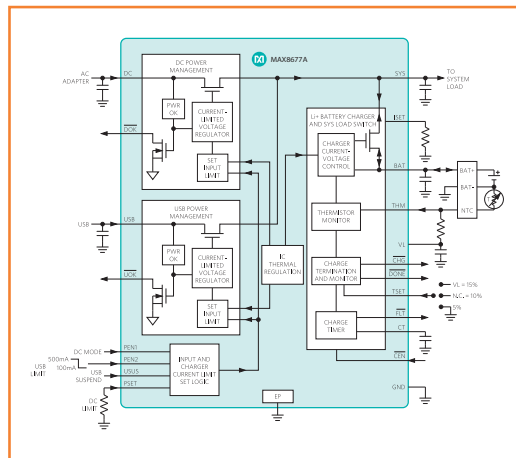 DC POWER
MANAGEMENT
MAX8677A
AC
ADAPTER
DC
SYS
TO
SYSTEM
LOAD
PWR
OK
CURRENT-
LIMITED
VOLTAGE
REGULATOR
DOK
SET
INPUT
LIMIT
Li+ BATTERY CHARGER
AND SYS LOAD SWITCH
ISET
CHARGER
CURRENT-
VOLTAGE
CONTROL
BAT
BAT+
BAT-
T
NTC
THERMISTOR
MONITOR
THM
VL
USB
USB
USB POWER
MANAGEMENT
PWR
OK
CURRENT-
LIMITED
VOLTAGE
REGULATOR
UOK
SET
INPUT
LIMIT
IC
THERMAL
REGULATION
CHARGE
TERMINATION
AND MONITOR
CHG
DONE
TSET
VL = 15%
N.C. = 10%
5%
CHARGE
TIMER
FLT
CT
CEN
DC MODE
PEN1
500mA
100mA
USB
LIMIT
PEN2
USB
SUSPEND
USUS
PSET
DC
LIMIT
INPUT AND
CHARGER
CURRENT LIMIT
SET LOGIC
EP
GND